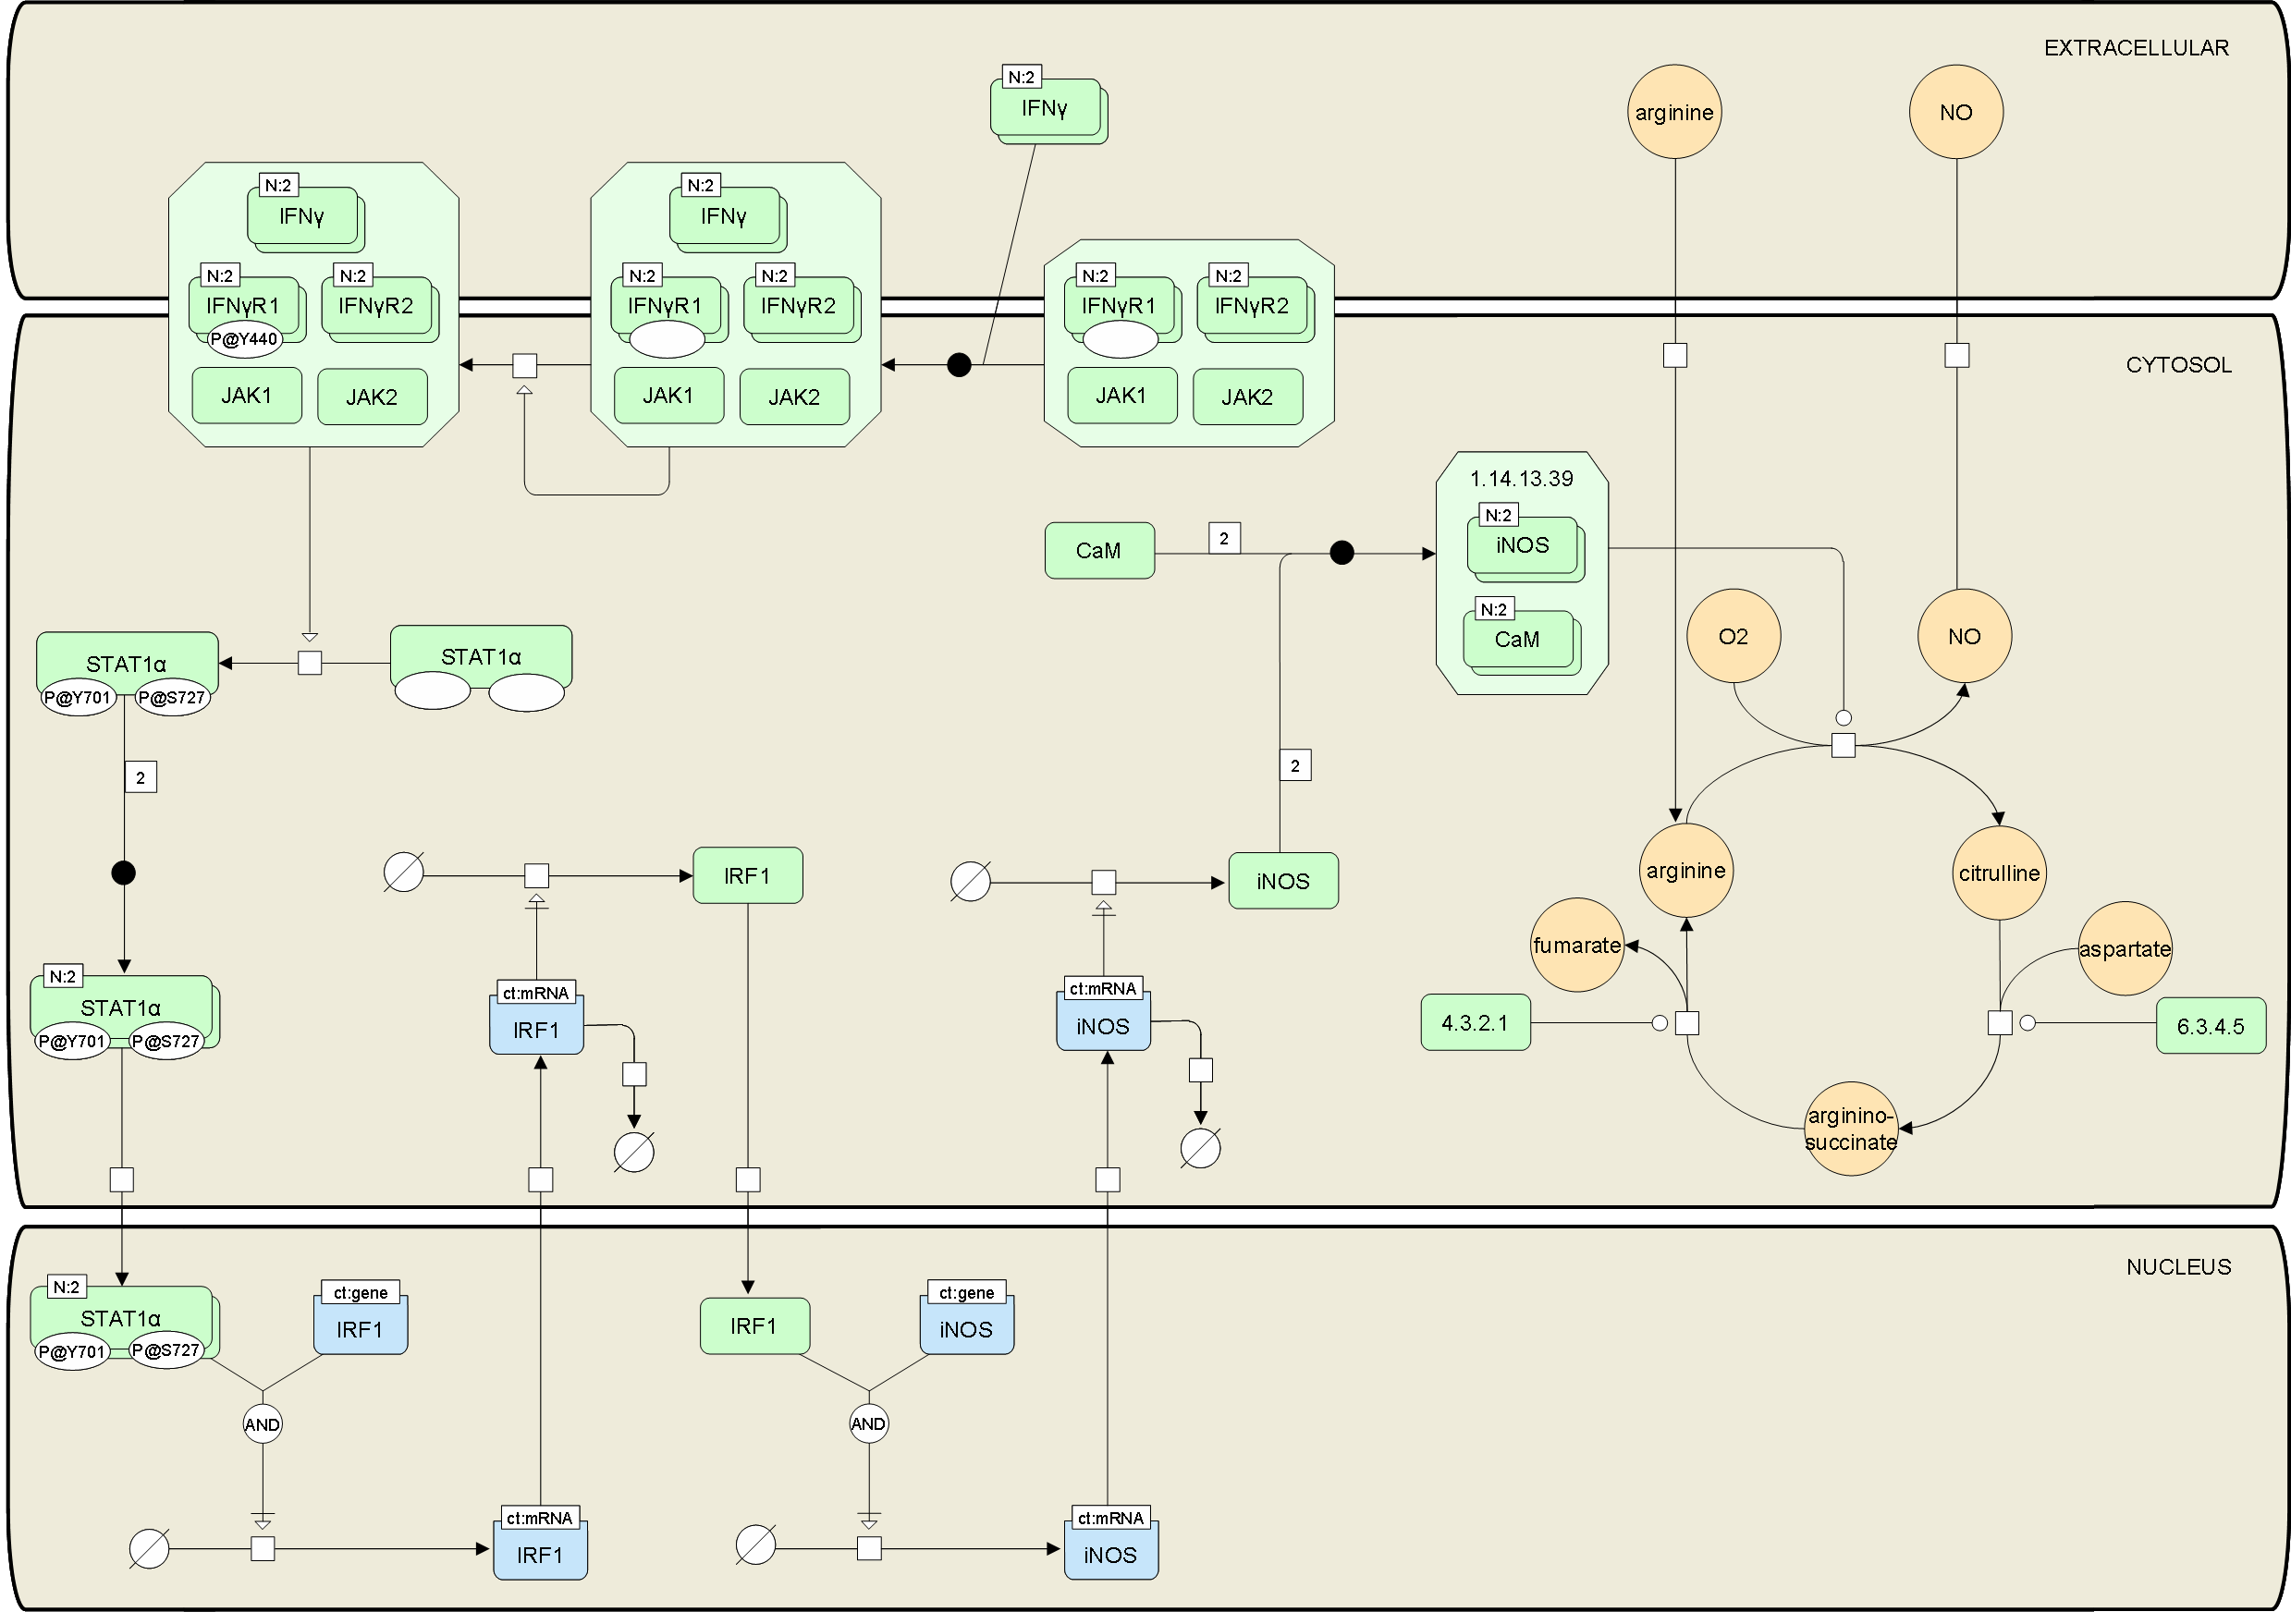 EXTRACELLULAR
N:2
IFNγ
arginine
NO
N:2
IFNγ
N:2
IFNγR1
P@Y440
N:2
IFNγR2
JAK1
JAK2
N:2
IFNγ
N:2
IFNγR1
N:2
IFNγR2
JAK1
JAK2
N:2
IFNγR1
N:2
IFNγR2
JAK1
JAK2
CYTOSOL
CaM
2
1.14.13.39
N:2
iNOS
N:2
CaM
O2
NO
STAT1α
P@Y701
P@S727
STAT1α
2
2
IRF1
iNOS
arginine
citrulline
fumarate
aspartate
4.3.2.1
6.3.4.5
arginino-
succinate
N:2
STAT1α
P@Y701
P@S727
ct:mRNA
IRF1
ct:mRNA
iNOS
NUCLEUS
N:2
STAT1α
P@Y701
P@S727
ct:gene
IRF1
IRF1
ct:gene
iNOS
AND
AND
ct:mRNA
IRF1
ct:mRNA
iNOS